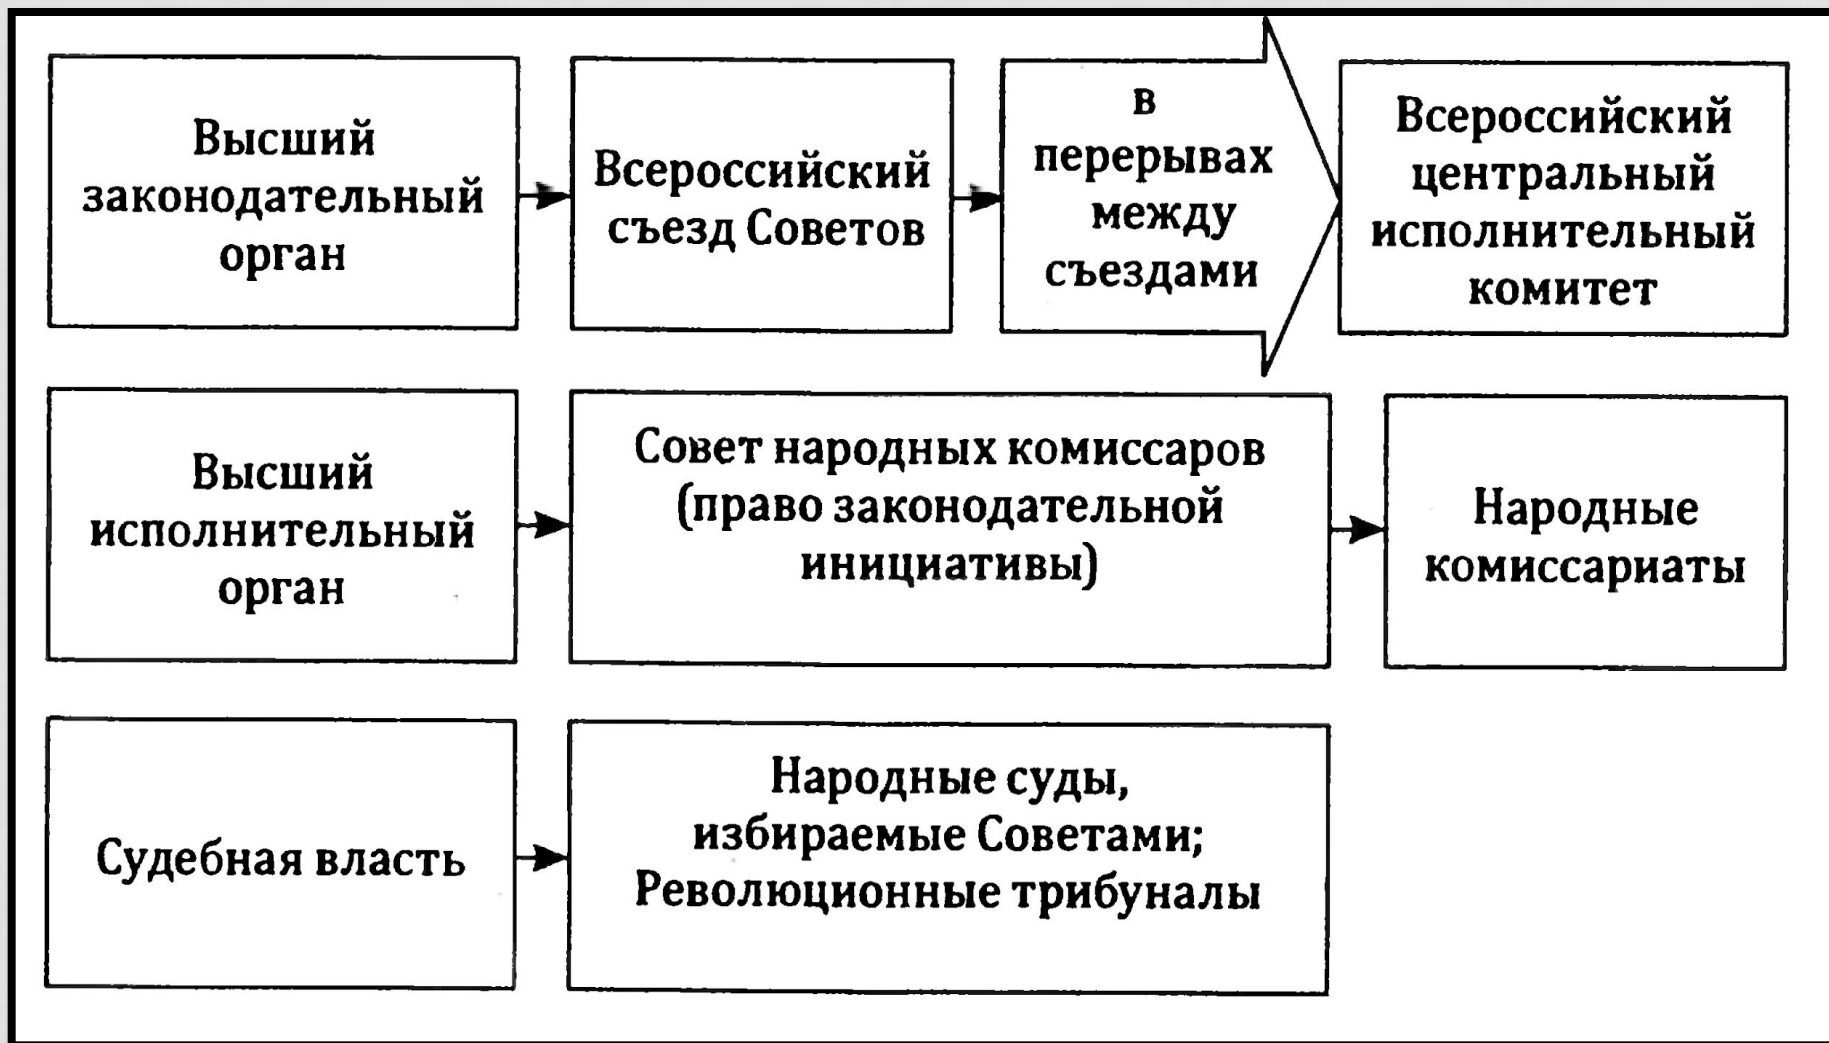 Высший
законодательный
орган
Всероссийский
съезд Советов
в
перерывах
между
съездами
Всероссийский
центральный
исполнительный
комитет
Высший
исполнительный
орган
Совет народных комиссаров
(право законодательной
инициативы)
Народные
комиссариаты
Судебная власть
Народные суды,
избираемые Советами;
Революционные трибуналы